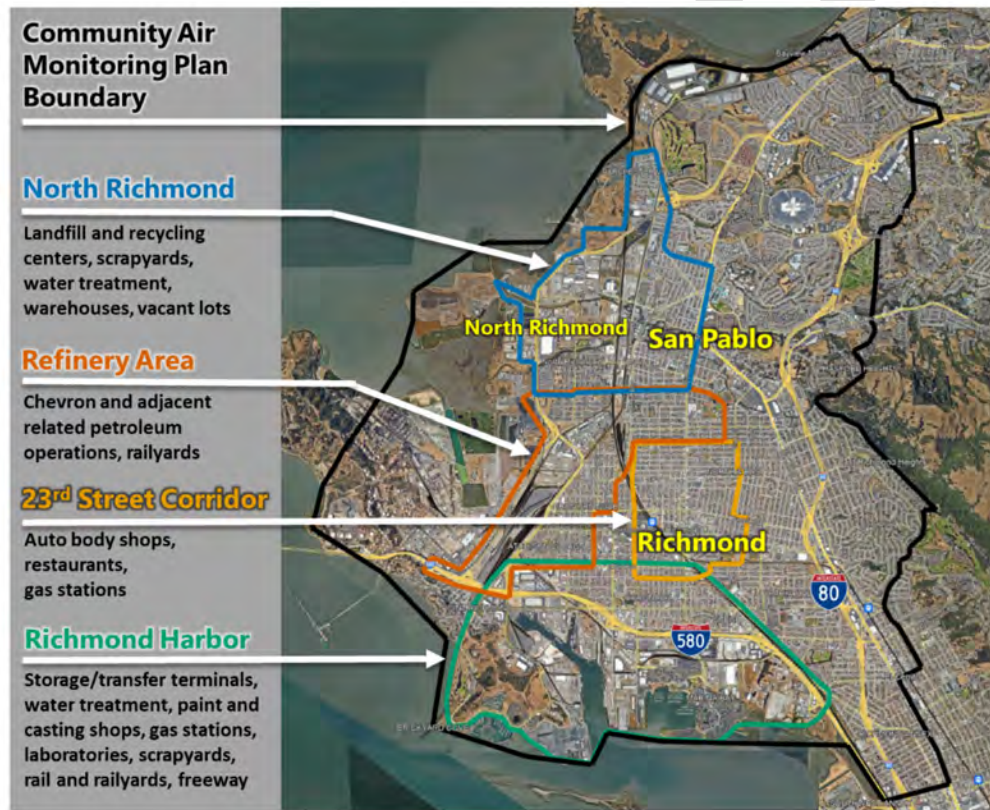 Community Air
Monitoring Plan
Boundary
North Richmond
Landfill and recycling
centers, scrapyards,
water treatment,
warehouses, vacant lots
Refinery Area
Chevron and adjacent
related petroleum
operations, railyards
23rd Street Corridor
Auto body shops,
restaurants,
gas stations
Richmond Harbor
Storage/transfer terminals,
water treatment, paint and
casting shops, gas stations,
laboratories, scrapyards,
rail and railyards, freeway
North Richmond
San Pablo
Richmond
80
580